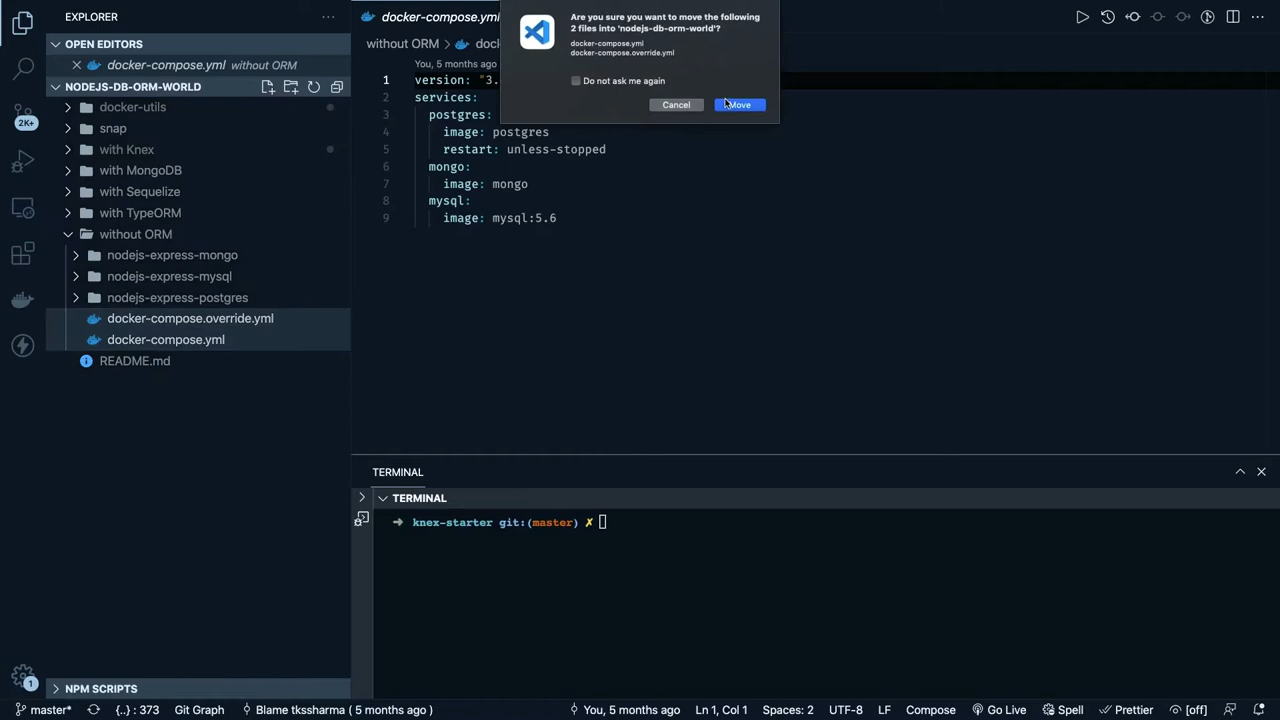 EXPLORER
OPEN EDITORS
docker-compose.yml without ORM
NODEJS-DB-ORM-WORLD
docker-utils
snap
with Knex
with MongoDB
with Sequelize
with TypeORM
without ORM
nodejs-express-mongo
nodejs-express-mysql
nodejs-express-postgres
docker-compose.override.yml
docker-compose.yml
README.md
NPM SCRIPTS
2K+
1
docker-compose.yml
without ORM >
You, 5 months ago
1 version: "3.
2 services:
3 postgres:
4 image: postgres
5 restart: unless-stopped
6 mongo:
7 image: mongo
8 mysql:
9 image: mysql:5.6
Are you sure you want to move the following
2 files into 'nodejs-db-orm-world'?
docker-compose.yml
docker-compose.override.yml
Do not ask me again
Cancel
Move
TERMINAL
TERMINAL
➜ knex-starter git:(master) ✗
master* {..} : 373 Git Graph Blame tkssharma ( 5 months ago ) You, 5 months ago Ln 1, Col 1 Spaces: 2 UTF-8 LF Compose Go Live Spell Prettier [off]